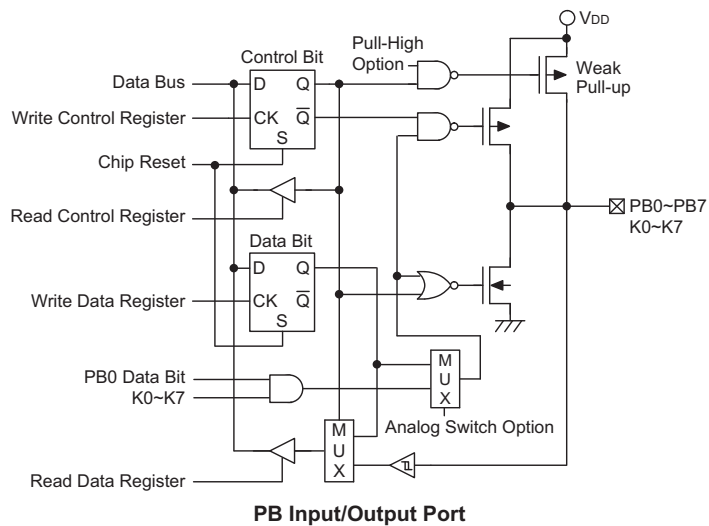 VDD
Control Bit
Pull-High
Option
Weak
Pull-up
Data Bus
D
Q
Write Control Register
CK
Q̅
S
Chip Reset
Read Control Register
PB0~PB7
K0~K7
Data Bit
D
Q
Write Data Register
CK
Q̅
S
PB0 Data Bit
K0~K7
M
U
X
Analog Switch Option
M
U
X
Read Data Register
PB Input/Output Port